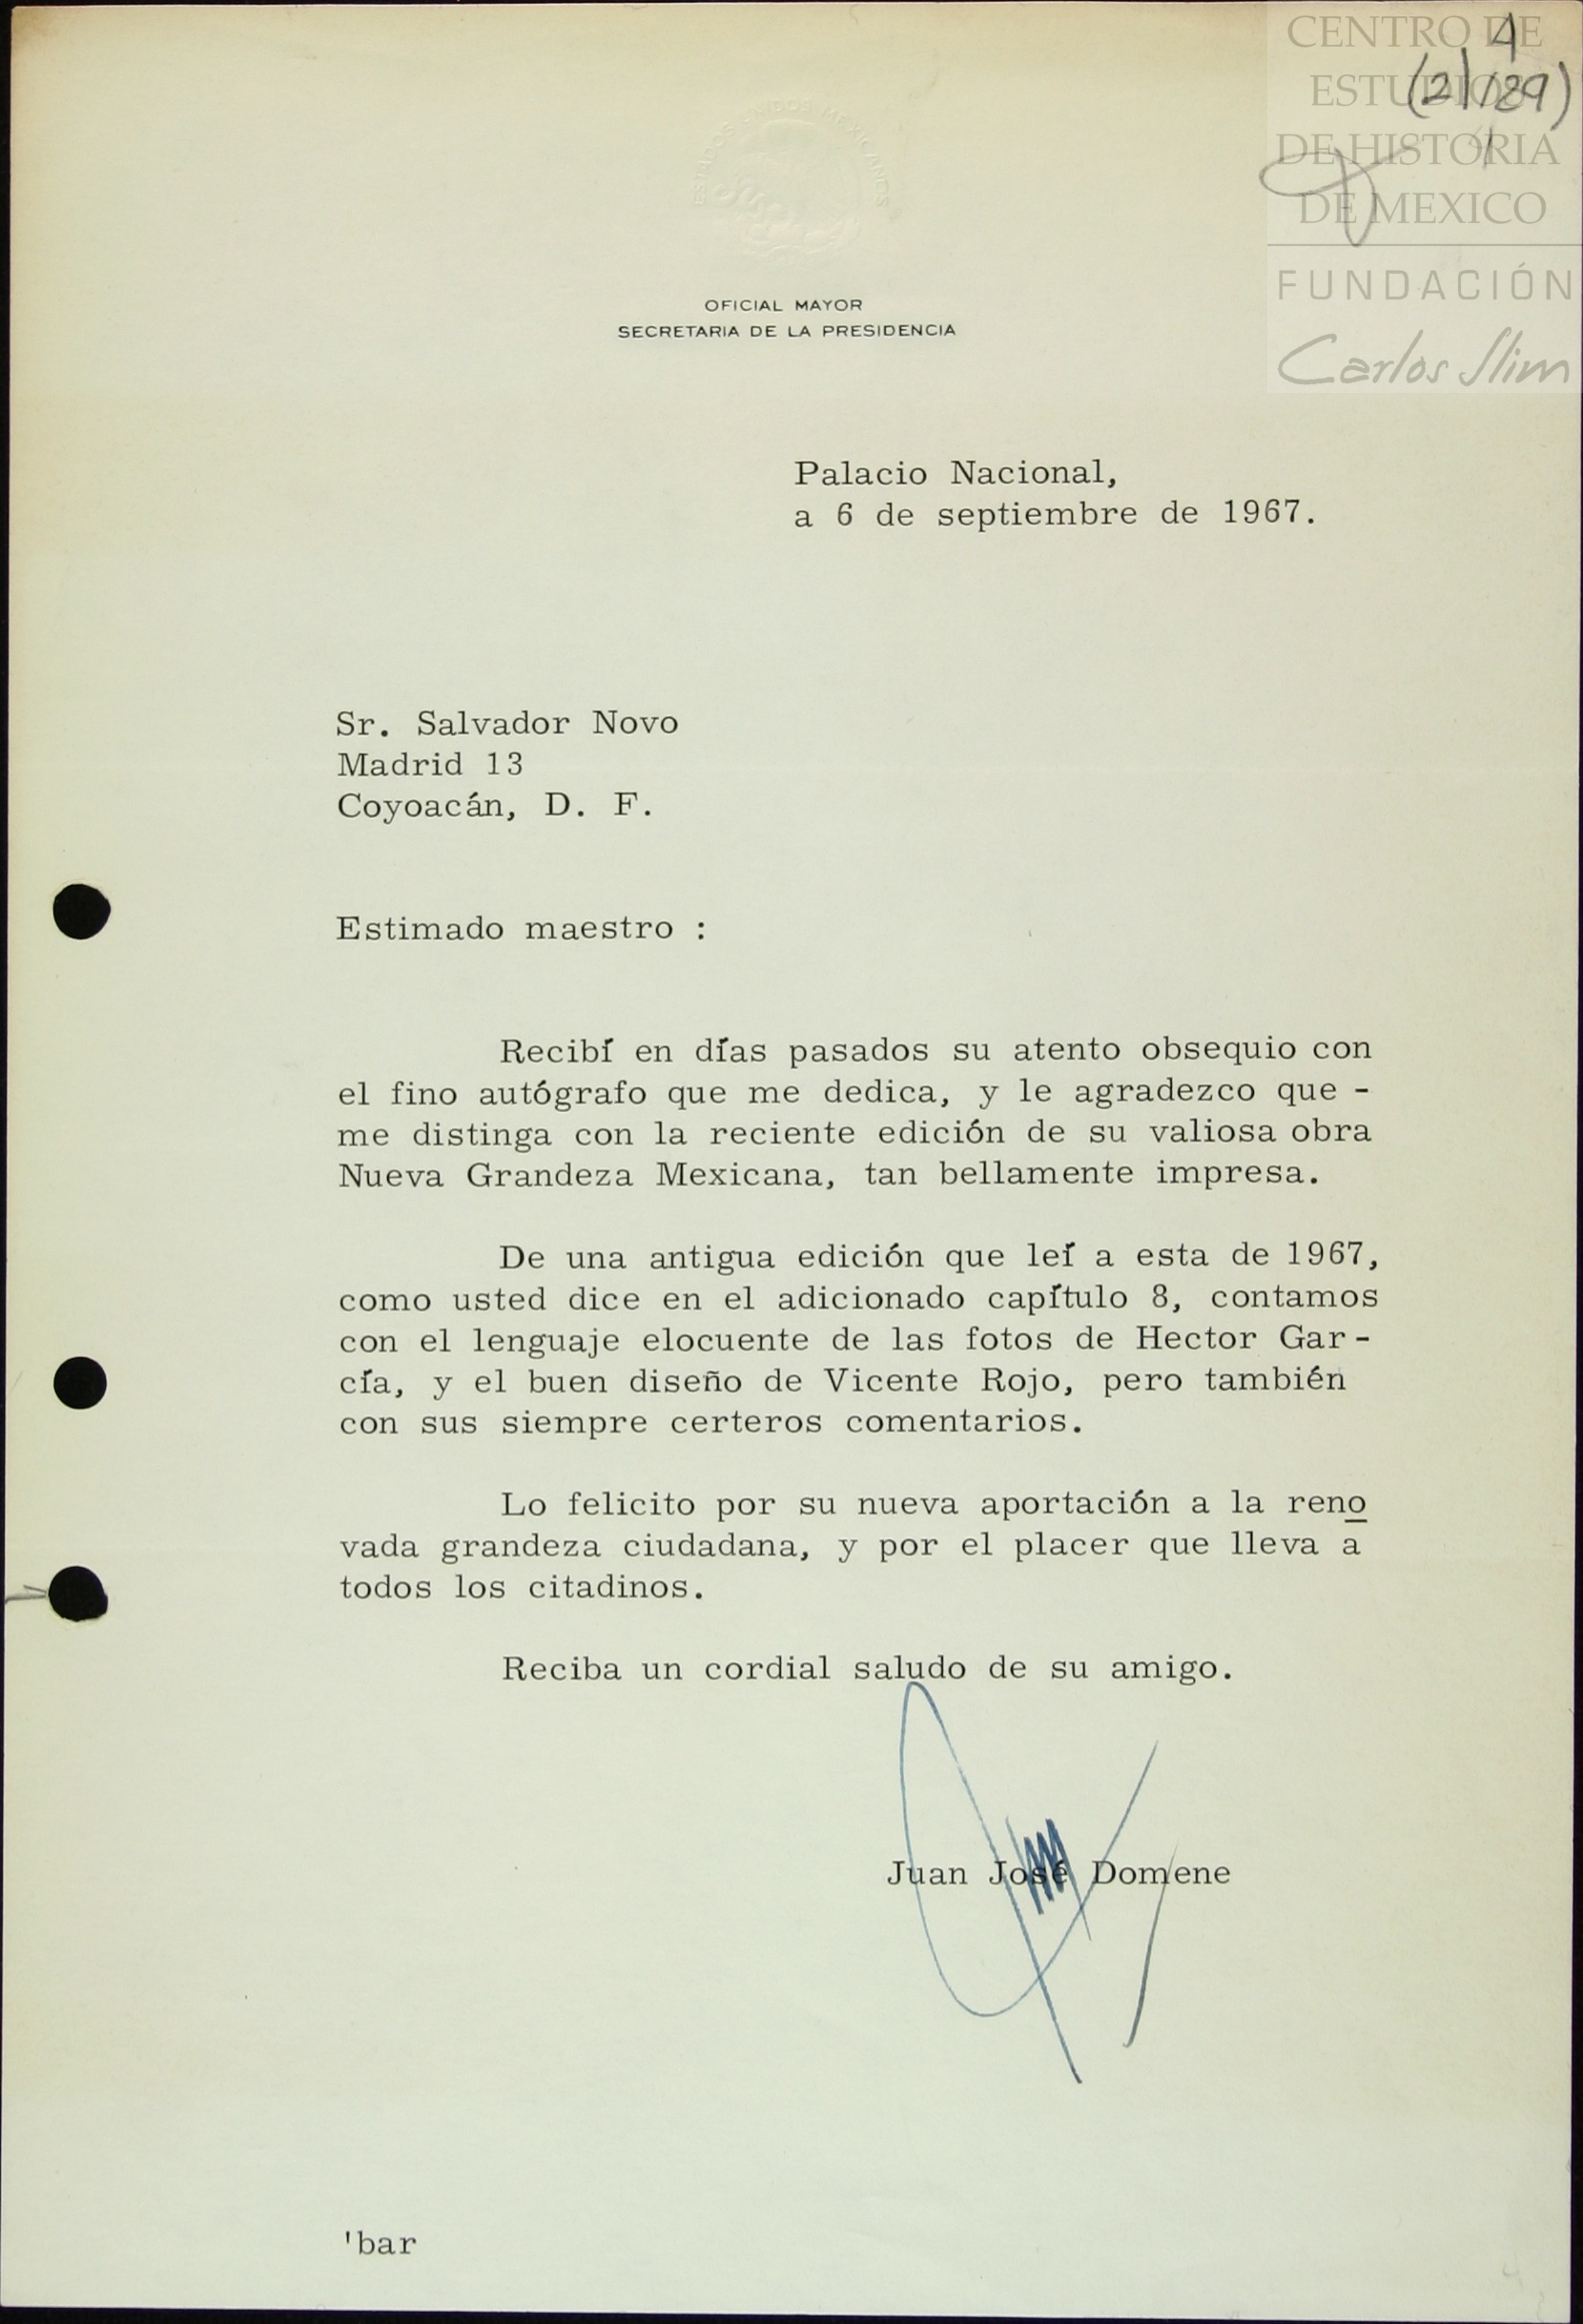 CENTRO DE
ESTUDIOS
DE HISTORIA
DE MEXICO
FUNDACIÓN
Carlos Slim
4
(2/189)
ESTADOS UNIDOS MEXICANOS
OFICIAL MAYOR
SECRETARIA DE LA PRESIDENCIA
Palacio Nacional,
a 6 de septiembre de 1967.
Sr. Salvador Novo
Madrid 13
Coyoacán, D. F.
Estimado maestro :
Recibí en días pasados su atento obsequio con
el fino autógrafo que me dedica, y le agradezco que -
me distinga con la reciente edición de su valiosa obra
Nueva Grandeza Mexicana, tan bellamente impresa.
De una antigua edición que leí a esta de 1967,
como usted dice en el adicionado capítulo 8, contamos
con el lenguaje elocuente de las fotos de Hector Gar-
cía, y el buen diseño de Vicente Rojo, pero también
con sus siempre certeros comentarios.
Lo felicito por su nueva aportación a la reno
vada grandeza ciudadana, y por el placer que lleva a
todos los citadinos.
Reciba un cordial saludo de su amigo.
Juan José Domene
'bar